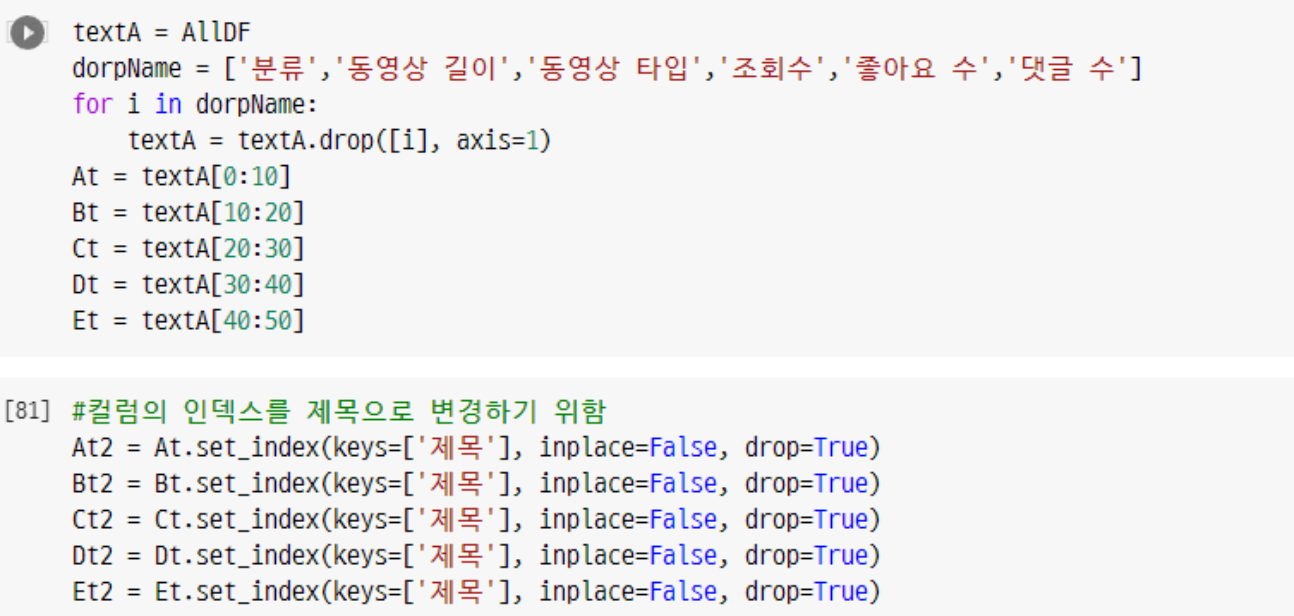 textA = AllDF
dorpName = ['분류','동영상 길이','동영상 타입','조회수','좋아요 수','댓글 수']
for i in dorpName:
    textA = textA.drop([i], axis=1)
At = textA[0:10]
Bt = textA[10:20]
Ct = textA[20:30]
Dt = textA[30:40]
Et = textA[40:50]
[81] #컬럼의 인덱스를 제목으로 변경하기 위함
At2 = At.set_index(keys=['제목'], inplace=False, drop=True)
Bt2 = Bt.set_index(keys=['제목'], inplace=False, drop=True)
Ct2 = Ct.set_index(keys=['제목'], inplace=False, drop=True)
Dt2 = Dt.set_index(keys=['제목'], inplace=False, drop=True)
Et2 = Et.set_index(keys=['제목'], inplace=False, drop=True)